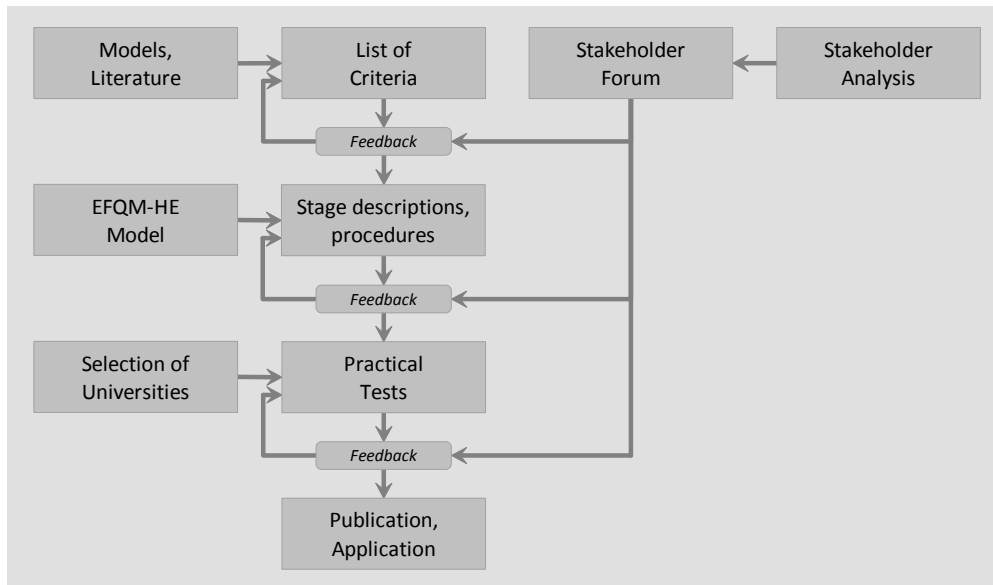 Models,
Literature
List of
Criteria
Stakeholder
Forum
Stakeholder
Analysis
Feedback
EFQM-HE
Model
Stage descriptions,
procedures
Feedback
Selection of
Universities
Practical
Tests
Feedback
Publication,
Application